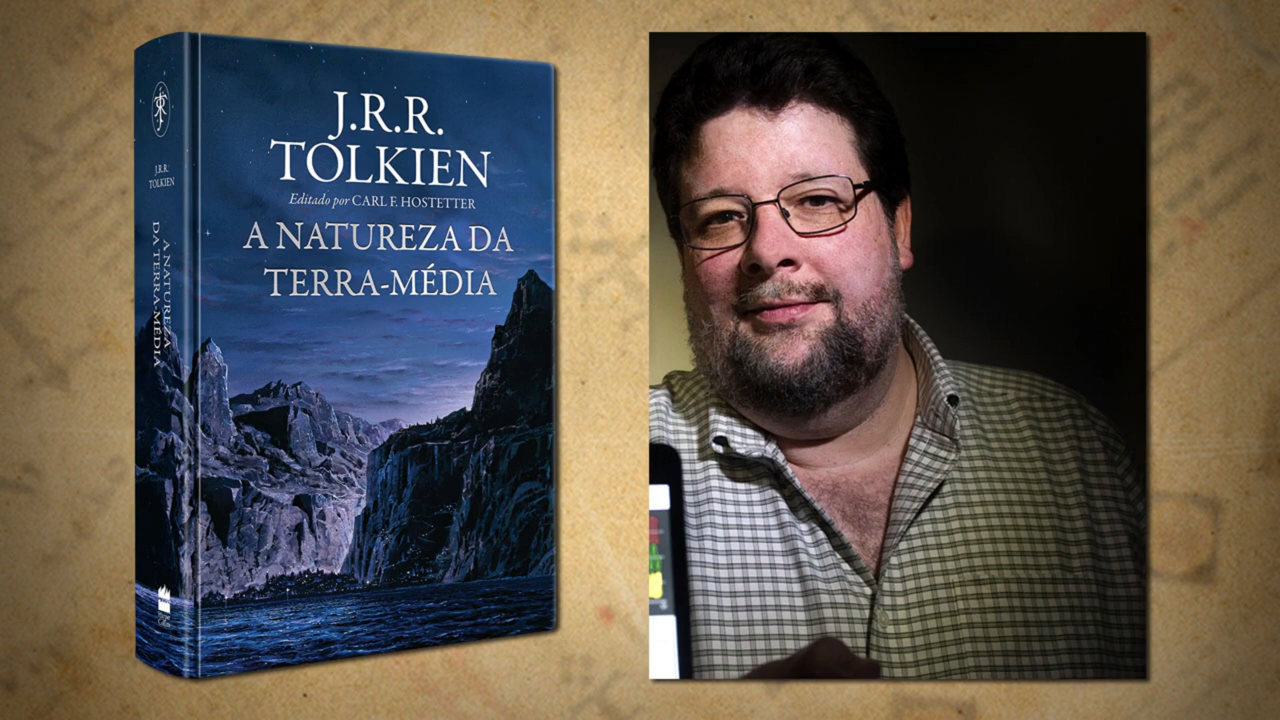 J.R.R.
TOLKIEN
Editado por CARL F. HOSTETTER
A NATUREZA DA
TERRA-MÉDIA
J.R.R.
TOLKIEN
A NATUREZA
DA TERRA-MÉDIA